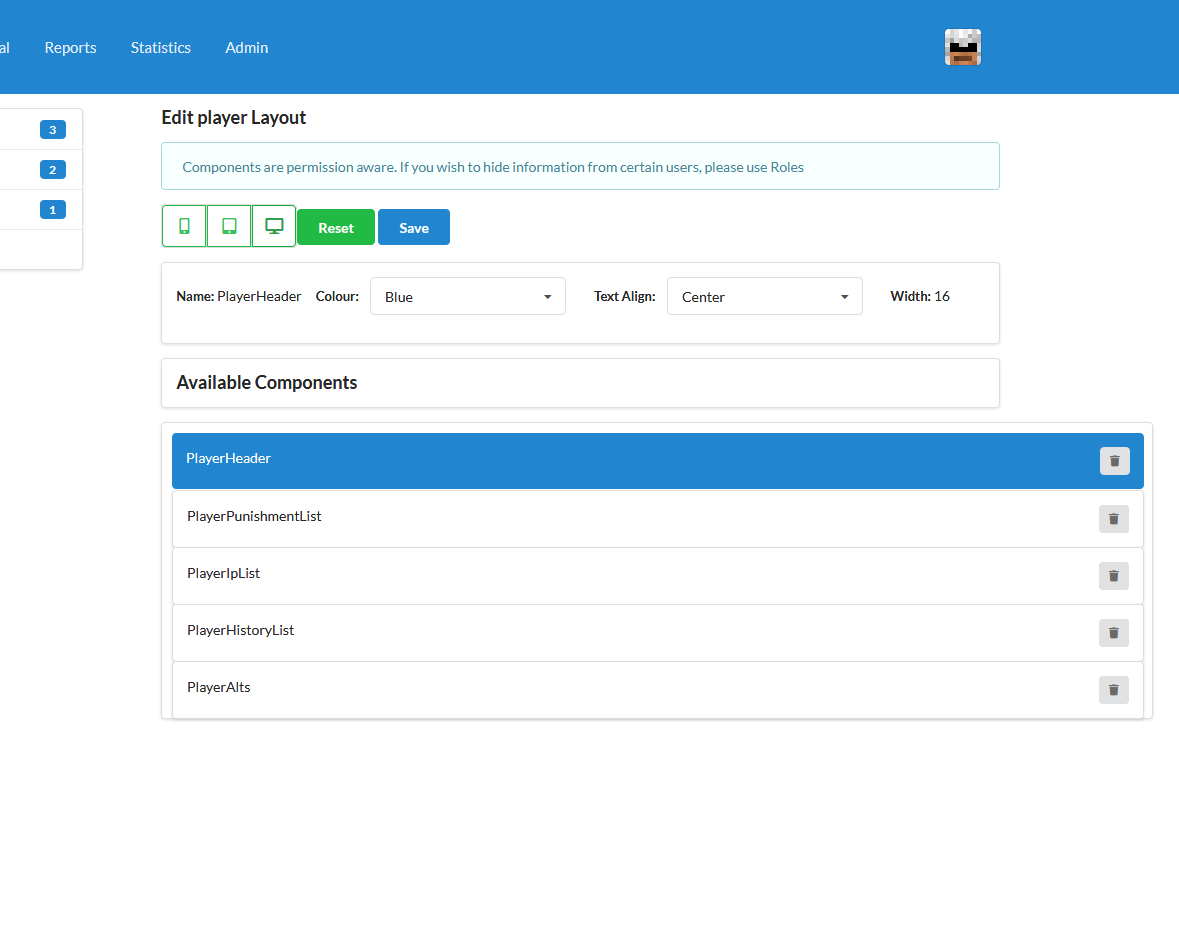 al Reports Statistics Admin
3
2
1
Edit player Layout
Components are permission aware. If you wish to hide information from certain users, please use Roles
Reset Save
Name: PlayerHeader Colour: Blue Text Align: Center Width: 16
Available Components
PlayerHeader
PlayerPunishmentList
PlayerIpList
PlayerHistoryList
PlayerAlts